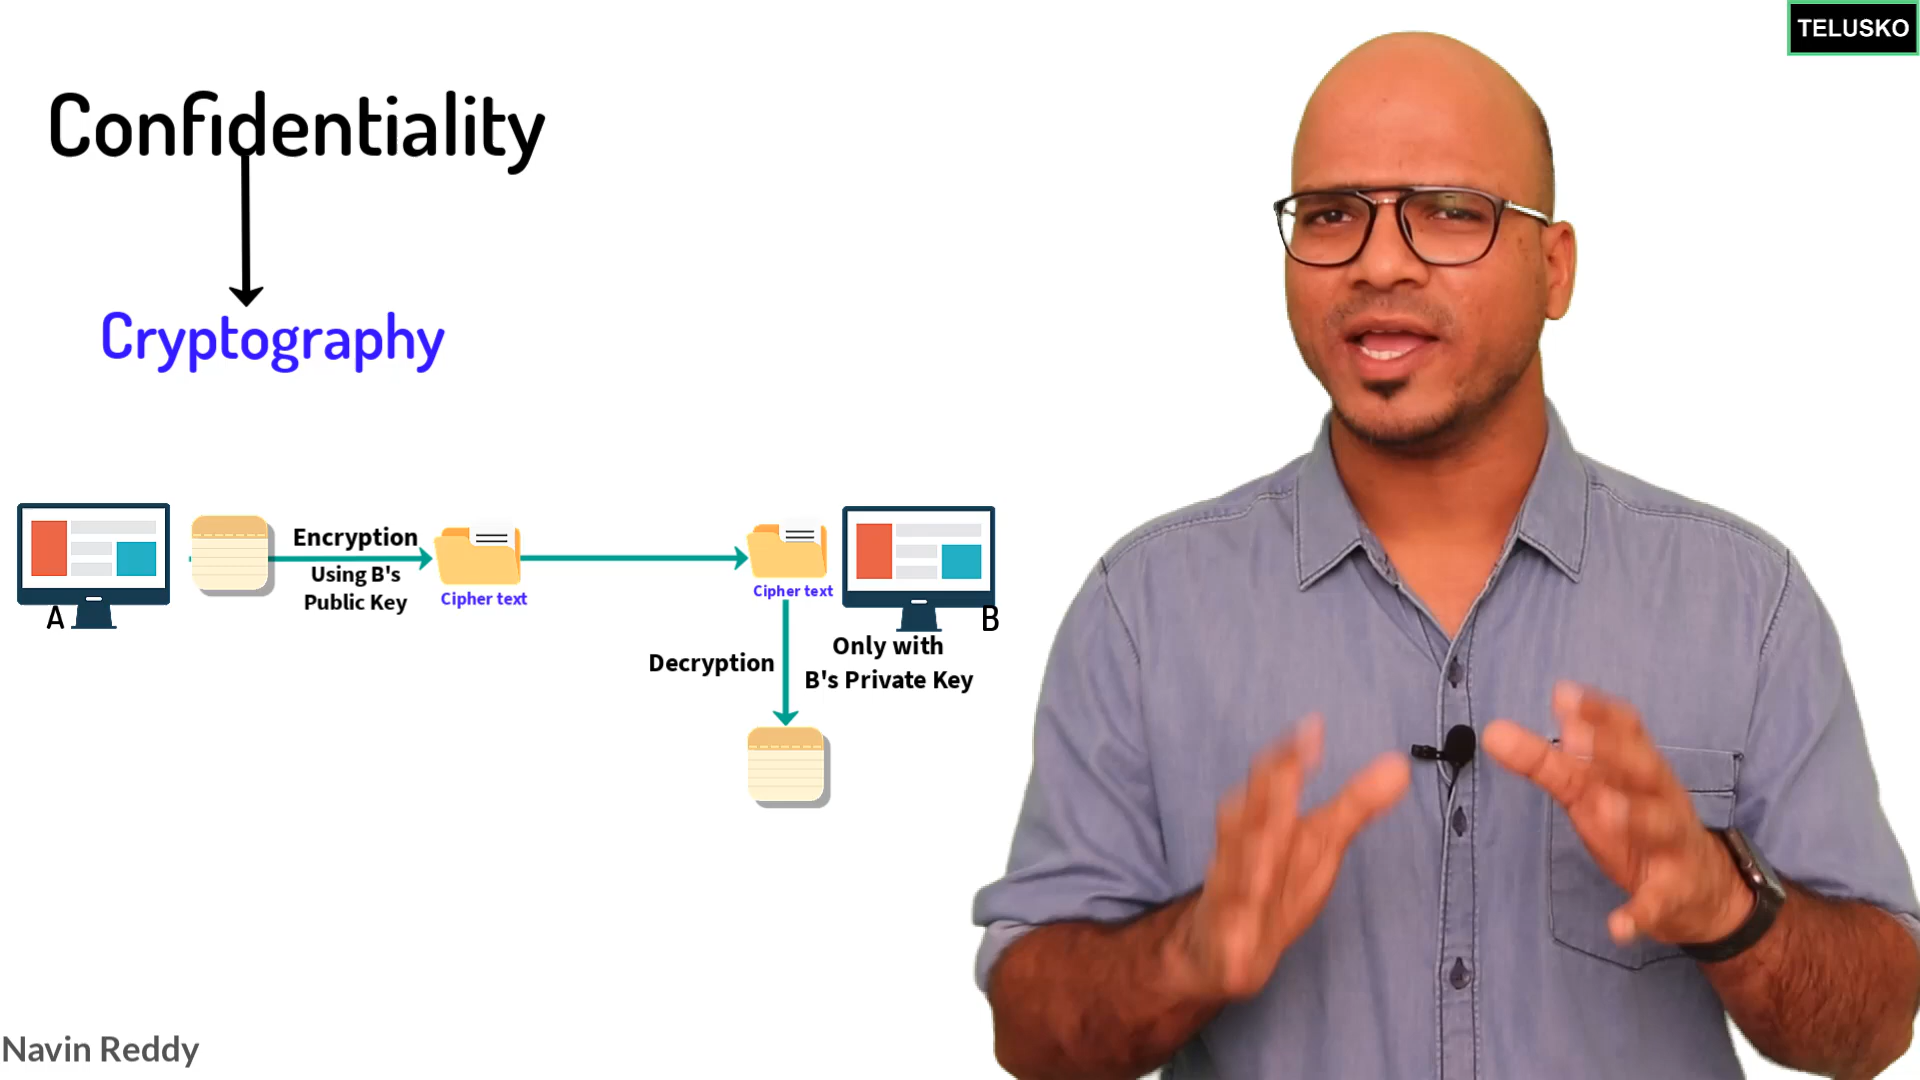 TELUSKO
Confidentiality
Cryptography
Encryption
Using B's
Public Key
Cipher text
Cipher text
A
B
Decryption
Only with
B's Private Key
Navin Reddy